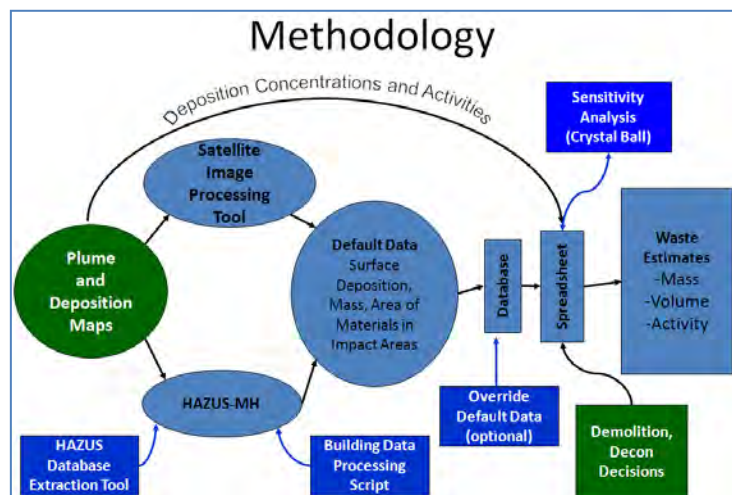 Methodology
Deposition Concentrations and Activities
Sensitivity
Analysis
(Crystal Ball)
Satellite
Image
Processing
Tool
Plume
and
Deposition
Maps
Default Data
Surface
Deposition,
Mass, Area of
Materials in
Impact Areas
Database
Spreadsheet
Waste
Estimates
-Mass
-Volume
-Activity
HAZUS-MH
HAZUS
Database
Extraction Tool
Building Data
Processing
Script
Override
Default Data
(optional)
Demolition,
Decon
Decisions